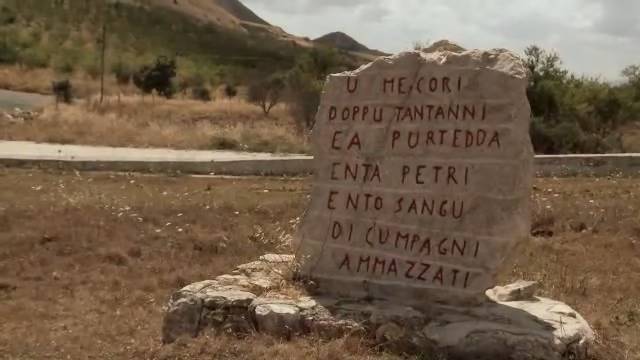 U ME CORI
DOPPU TANTANNI
EA PURTEDDA
ENTA PETRI
ENTO SANGU
DI CUMPAGNI
AMMAZZATI